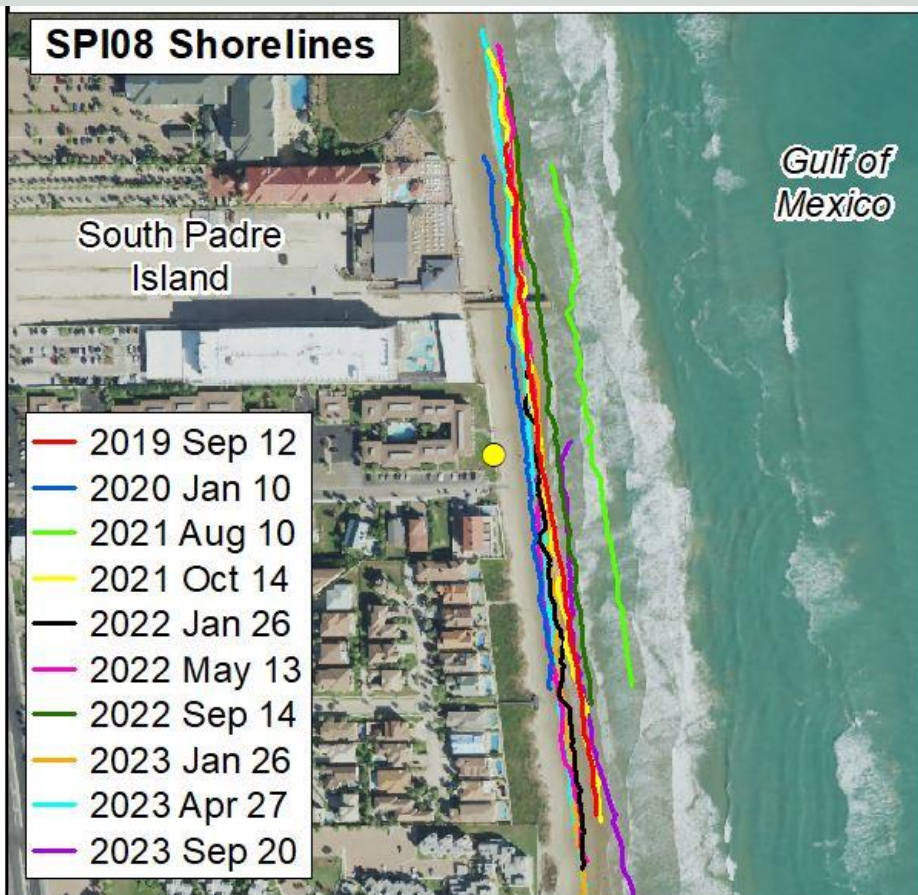 SPI08 Shorelines
Gulf of
Mexico
South Padre
Island
2019 Sep 12
2020 Jan 10
2021 Aug 10
2021 Oct 14
2022 Jan 26
2022 May 13
2022 Sep 14
2023 Jan 26
2023 Apr 27
2023 Sep 20